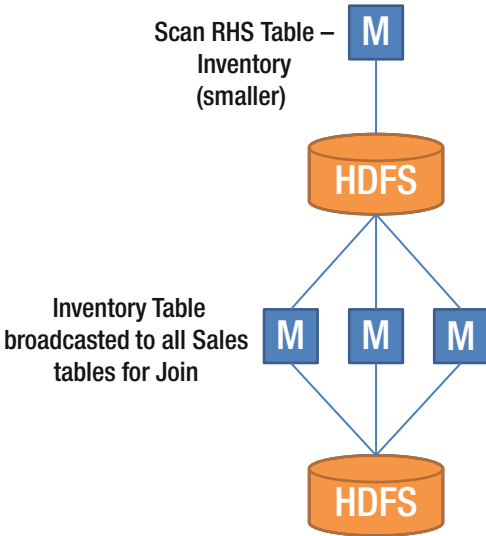 Scan RHS Table –
Inventory
(smaller)
M
HDFS
Inventory Table
broadcasted to all Sales
tables for Join
M M M
HDFS